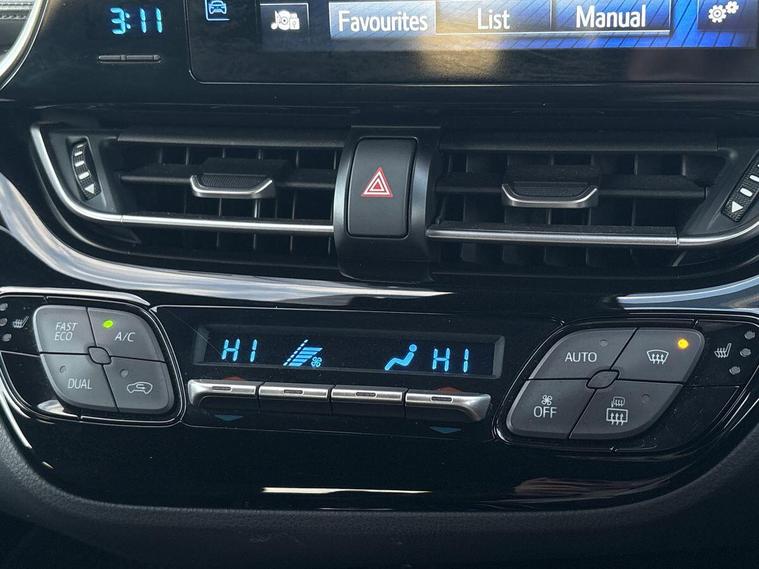 3:11
Favourites List Manual
FAST
ECO
A/C
DUAL
HI HI
AUTO
OFF